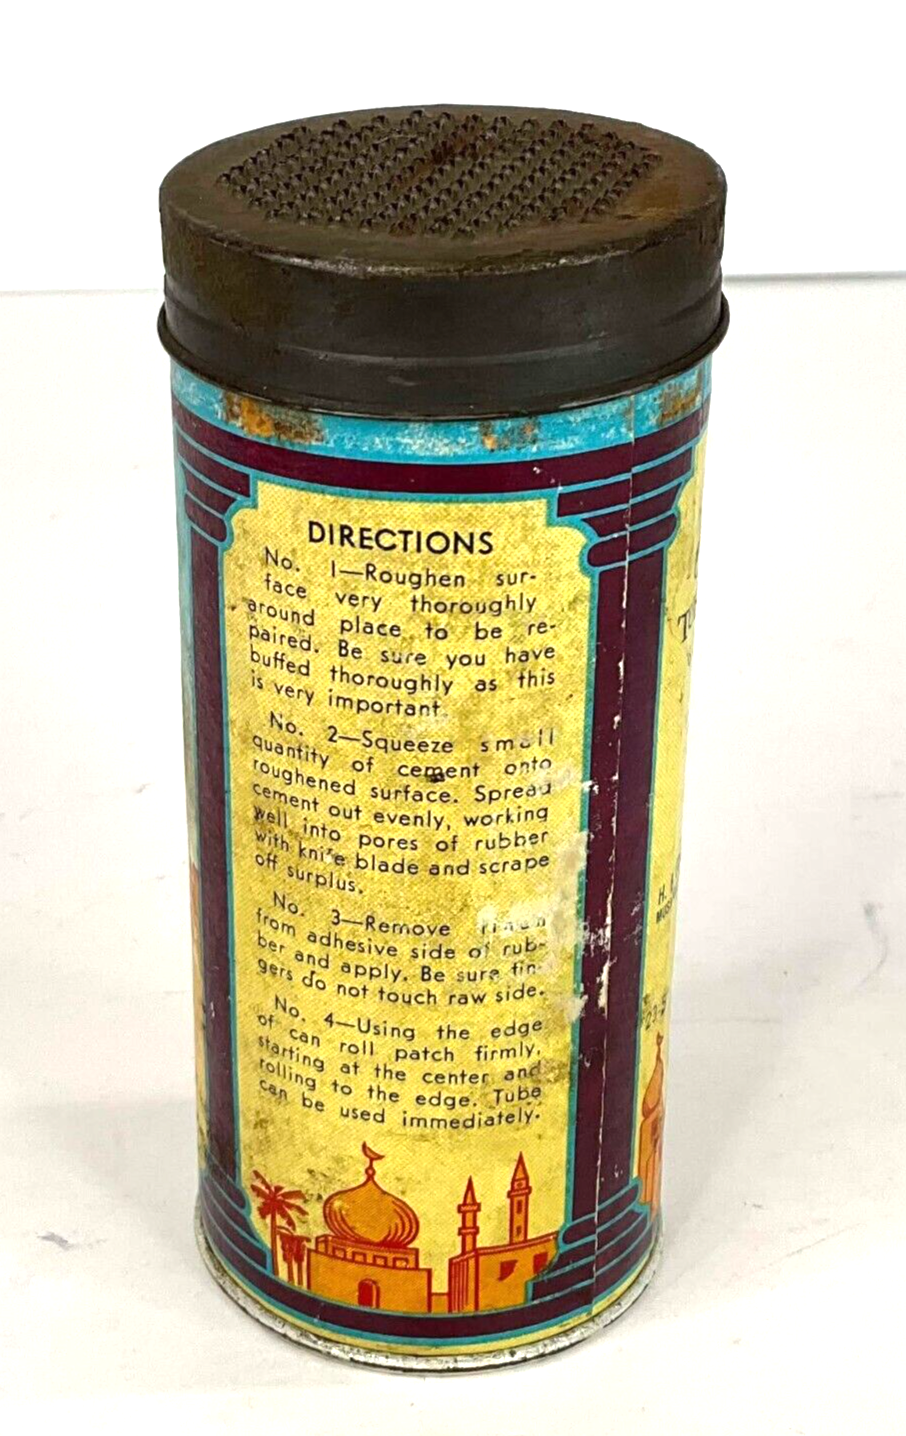 DIRECTIONS
No. 1—Roughen sur-
face very thoroughly
around place to be re-
paired. Be sure you have
buffed thoroughly as this
is very important.
No. 2—Squeeze small
quantity of cement onto
roughened surface. Spread
cement out evenly, working
well into pores of rubber
with knife blade and scrape
off surplus.
No. 3—Remove
from adhesive side of rub-
ber and apply. Be sure fin-
gers do not touch raw side.
No. 4—Using the edge
of can roll patch firmly,
starting at the center and
rolling to the edge. Tube
can be used immediately.